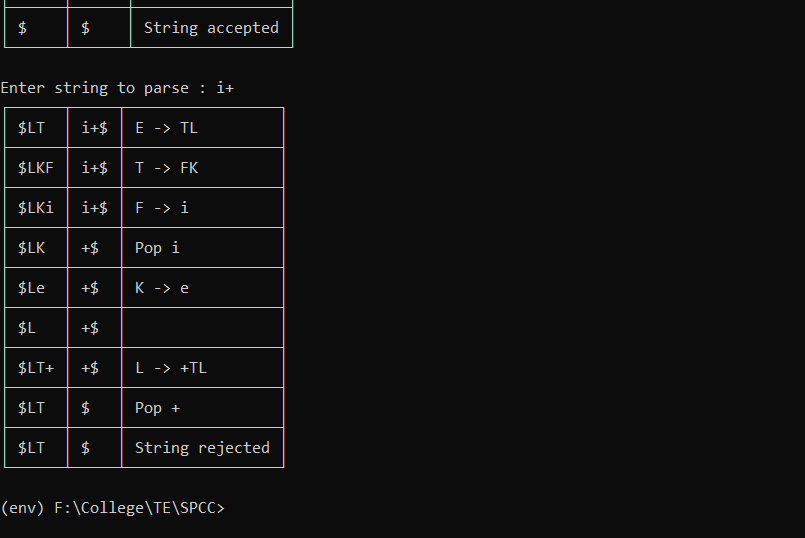 $ $ String accepted
Enter string to parse : i+
$LT i+$ E -> TL
$LKF i+$ T -> FK
$LKi i+$ F -> i
$LK +$ Pop i
$Le +$ K -> e
$L +$
$LT+ +$ L -> +TL
$LT $ Pop +
$LT $ String rejected
(env) F:\College\TE\SPCC>